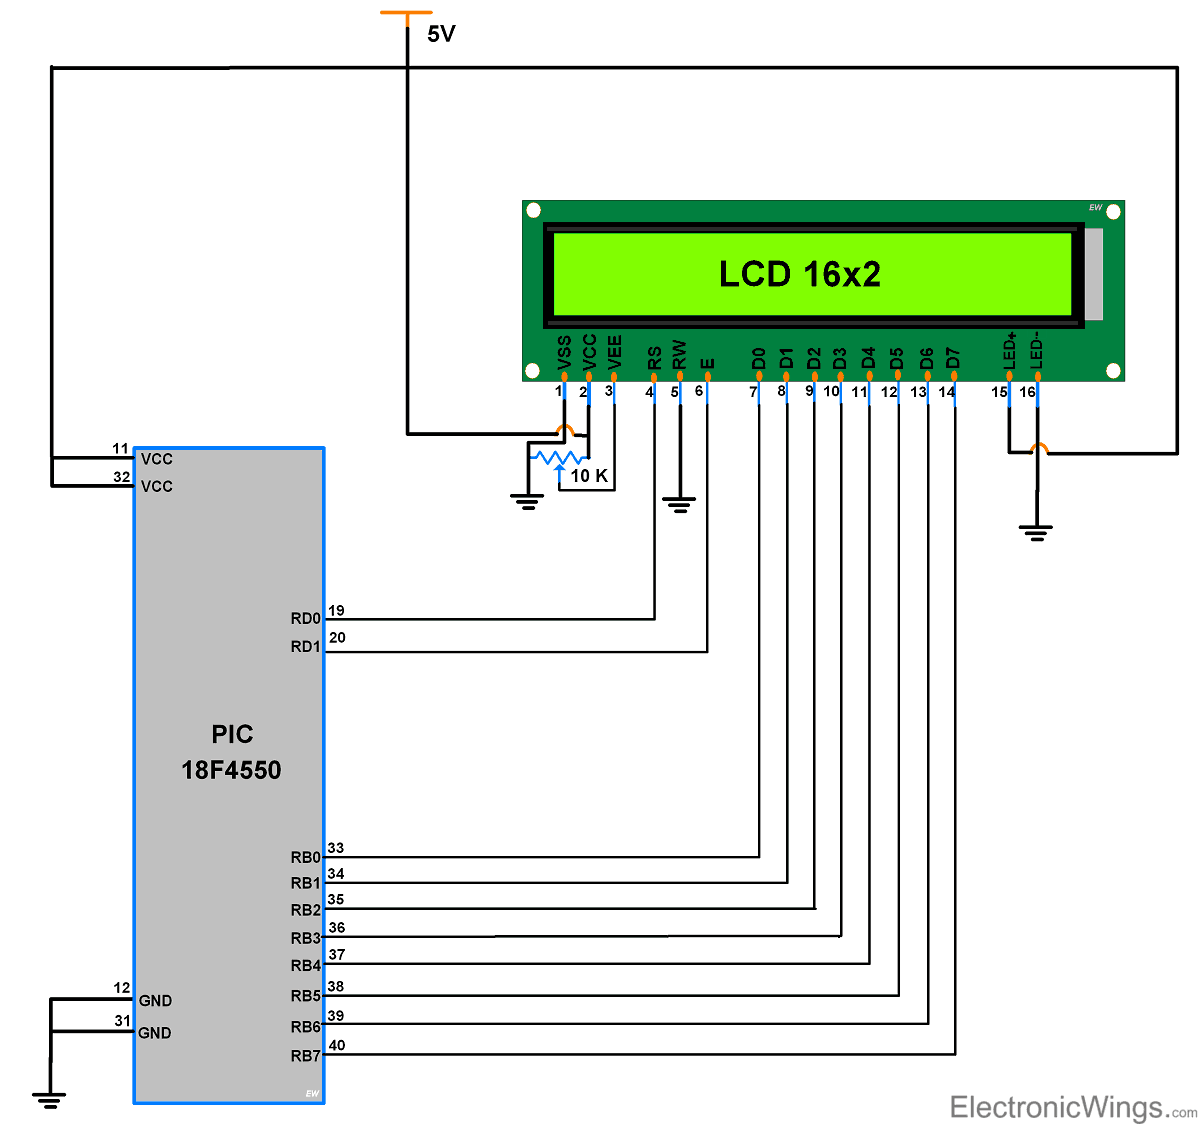 5V
EW
LCD 16x2
VSS VCC VEE RS RW E D0 D1 D2 D3 D4 D5 D6 D7 LED+ LED-
1 2 3 4 5 6 7 8 9 10 11 12 13 14 15 16
10 K
11 VCC
32 VCC
RD0 19
RD1 20
PIC
18F4550
RB0 33
RB1 34
RB2 35
RB3 36
RB4 37
RB5 38
12 GND
RB6 39
31 GND
RB7 40
EW
ElectronicWings.com